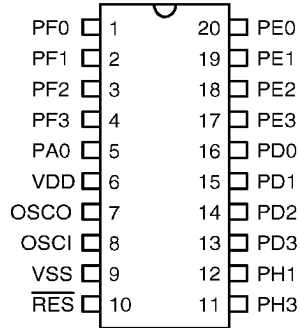 PF0 1 20 PE0
PF1 2 19 PE1
PF2 3 18 PE2
PF3 4 17 PE3
PA0 5 16 PD0
VDD 6 15 PD1
OSCO 7 14 PD2
OSCI 8 13 PD3
VSS 9 12 PH1
R̅E̅S̅ 10 11 PH3